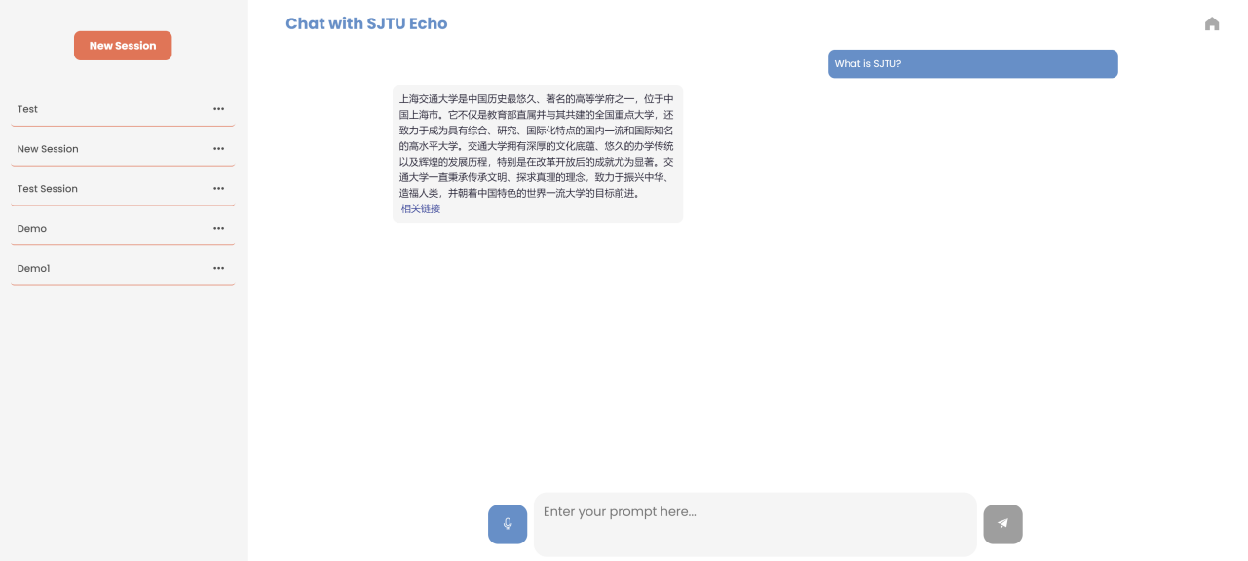 Chat with SJTU Echo
New Session
Test
New Session
Test Session
Demo
Demo1
What is SJTU?
上海交通大学是中国历史最悠久、著名的高等学府之一，位于中
国上海市。它不仅是教育部直属并与其共建的全国重点大学，还
致力于成为具有综合、研究、国际化特点的国内一流和国际知名
的高水平大学。交通大学拥有深厚的文化底蕴、悠久的办学传统
以及辉煌的发展历程，特别是在改革开放后的成就尤为显著。交
通大学一直秉承传承文明、探求真理的理念，致力于振兴中华、
造福人类，并朝着中国特色的世界一流大学的目标前进。
相关链接
Enter your prompt here...